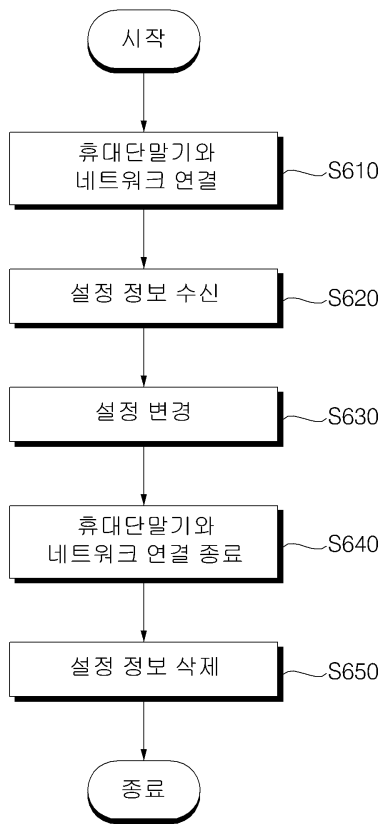 시작
휴대단말기와
네트워크 연결
S610
설정 정보 수신
S620
설정 변경
S630
휴대단말기와
네트워크 연결 종료
S640
설정 정보 삭제
S650
종료